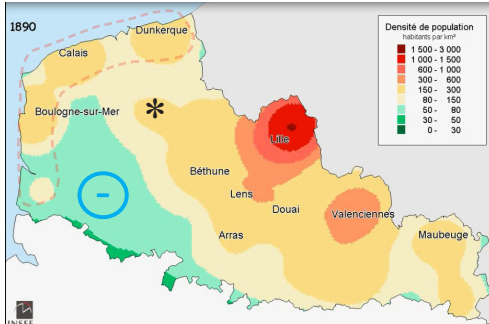 1890
Dunkerque
Calais
Boulogne-sur-Mer
*
Lille
Béthune
Lens
Douai
Valenciennes
Arras
Maubeuge
-
Densité de population
habitants par km²
1 500 - 3 000
1 000 - 1 500
600 - 1 000
300 - 600
150 - 300
80 - 150
50 - 80
30 - 50
0 - 30
INSEE